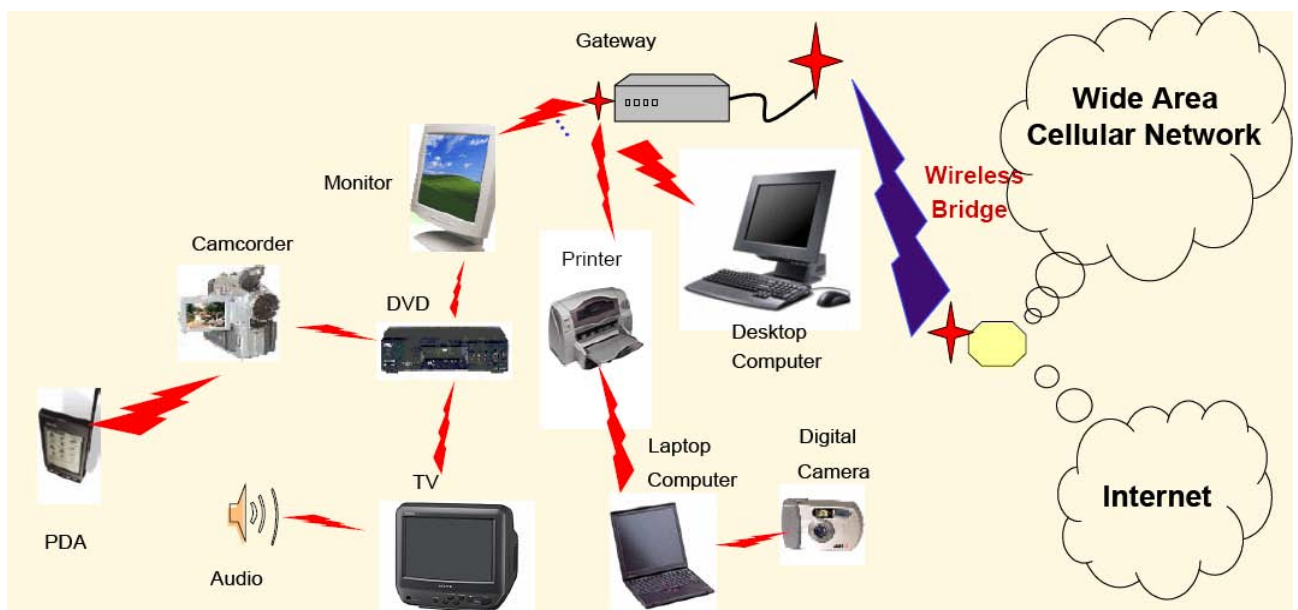 Gateway
Wide Area
Cellular Network
Monitor
Wireless
Bridge
Camcorder
Printer
DVD
Desktop
Computer
Laptop
Computer
Digital
Camera
TV
Internet
PDA
Audio